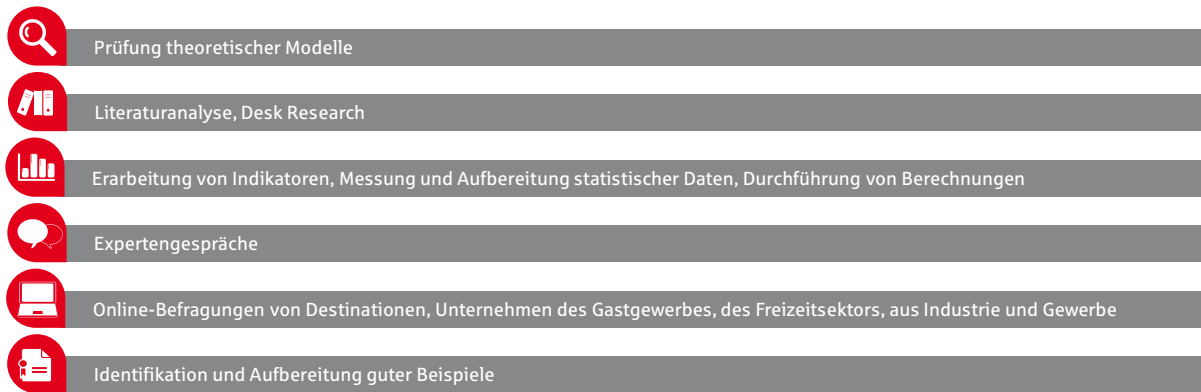 Prüfung theoretischer Modelle
Literaturanalyse, Desk Research
Erarbeitung von Indikatoren, Messung und Aufbereitung statistischer Daten, Durchführung von Berechnungen
Expertengespräche
Online-Befragungen von Destinationen, Unternehmen des Gastgewerbes, des Freizeitsektors, aus Industrie und Gewerbe
Identifikation und Aufbereitung guter Beispiele